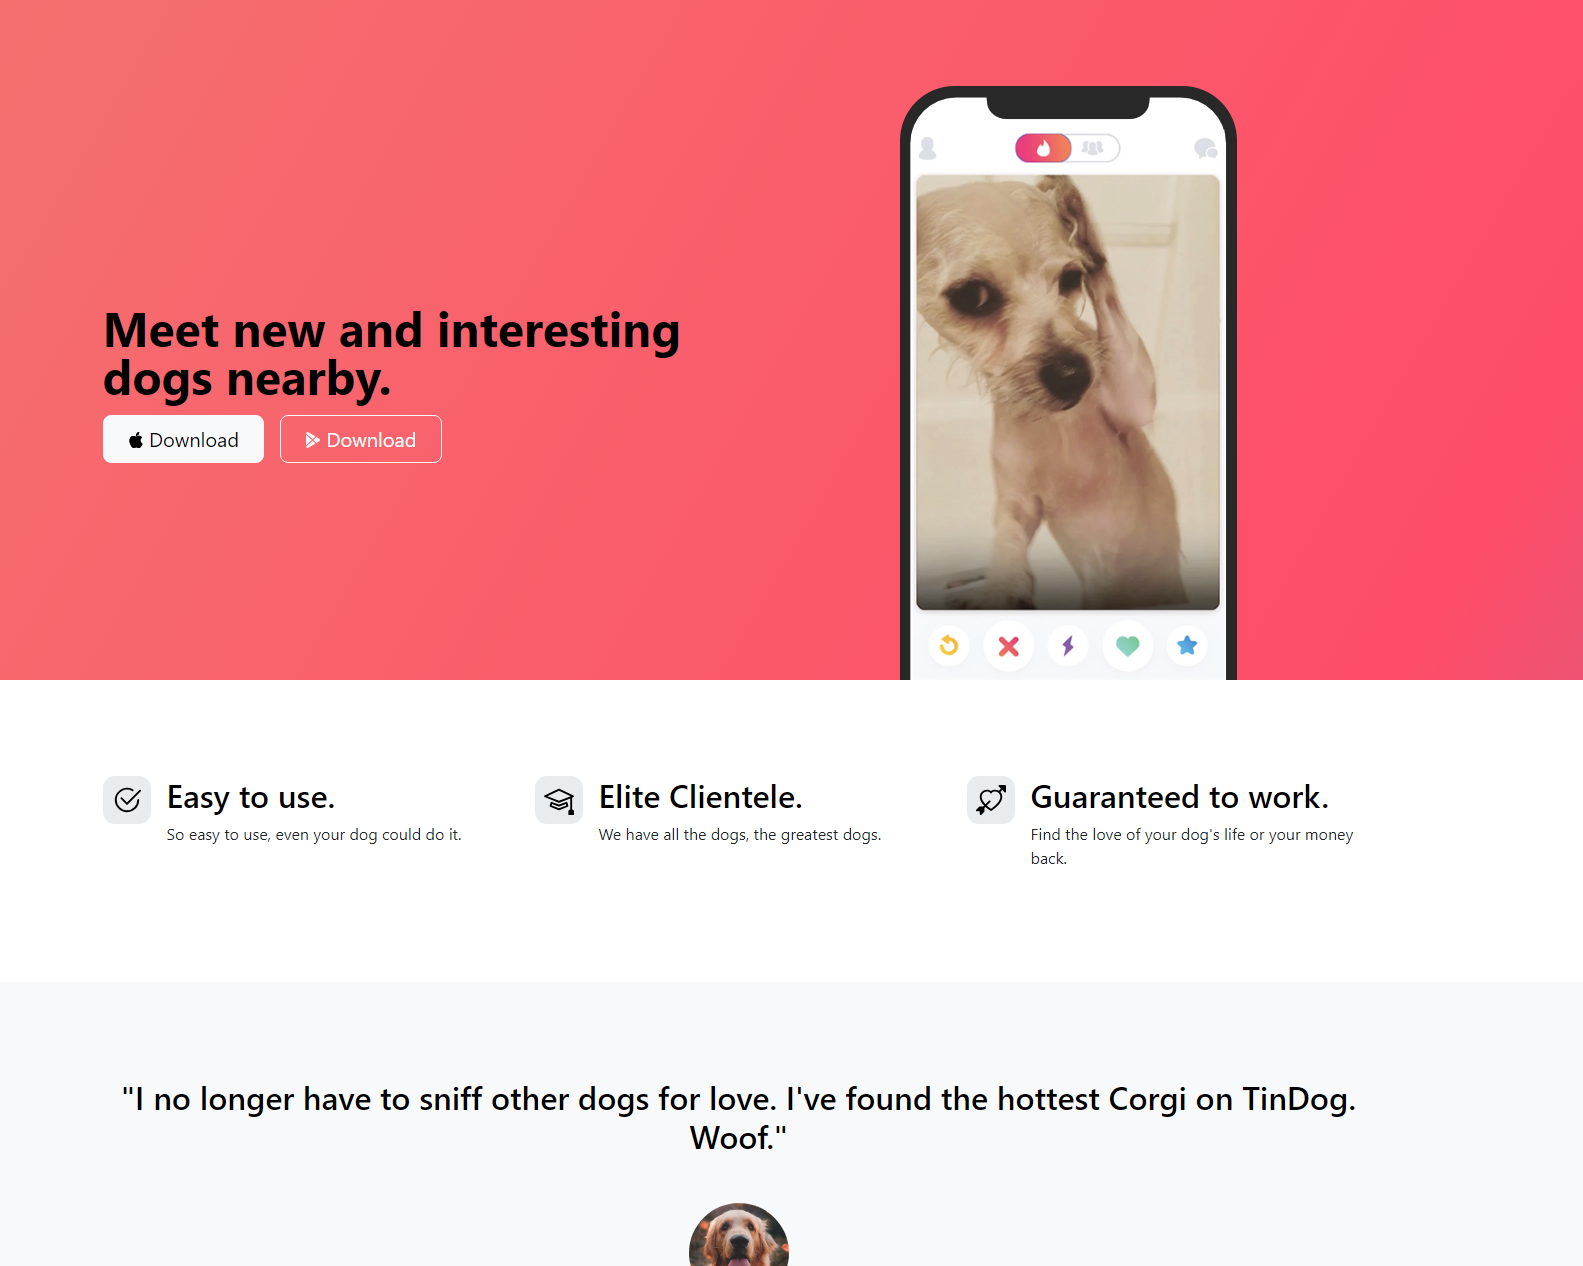 Meet new and interesting
dogs nearby.
Download
Download
Easy to use.
So easy to use, even your dog could do it.
Elite Clientele.
We have all the dogs, the greatest dogs.
Guaranteed to work.
Find the love of your dog's life or your money
back.
"I no longer have to sniff other dogs for love. I've found the hottest Corgi on TinDog.
Woof."